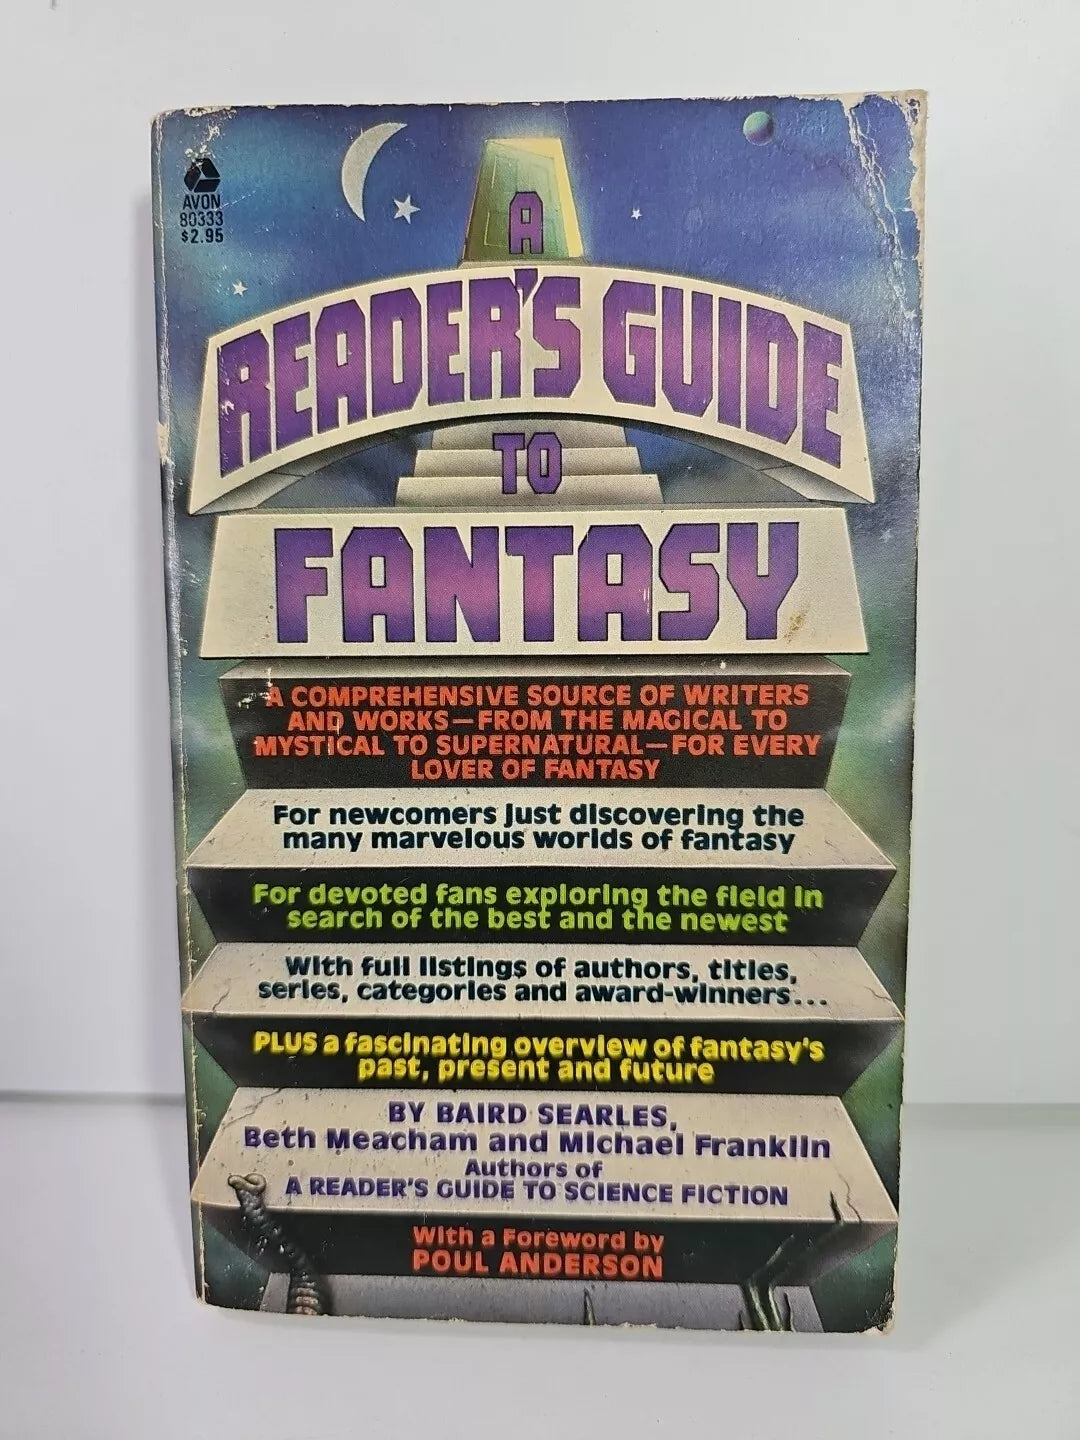 AVON
80333
$2.95
A
READER'S GUIDE
TO
FANTASY
A COMPREHENSIVE SOURCE OF WRITERS
AND WORKS—FROM THE MAGICAL TO
MYSTICAL TO SUPERNATURAL—FOR EVERY
LOVER OF FANTASY
For newcomers just discovering the
many marvelous worlds of fantasy
For devoted fans exploring the field in
search of the best and the newest
With full listings of authors, titles,
series, categories and award-winners...
PLUS a fascinating overview of fantasy's
past, present and future
BY BAIRD SEARLES,
Beth Meacham and Michael Franklin
Authors of
A READER'S GUIDE TO SCIENCE FICTION
With a Foreword by
POUL ANDERSON